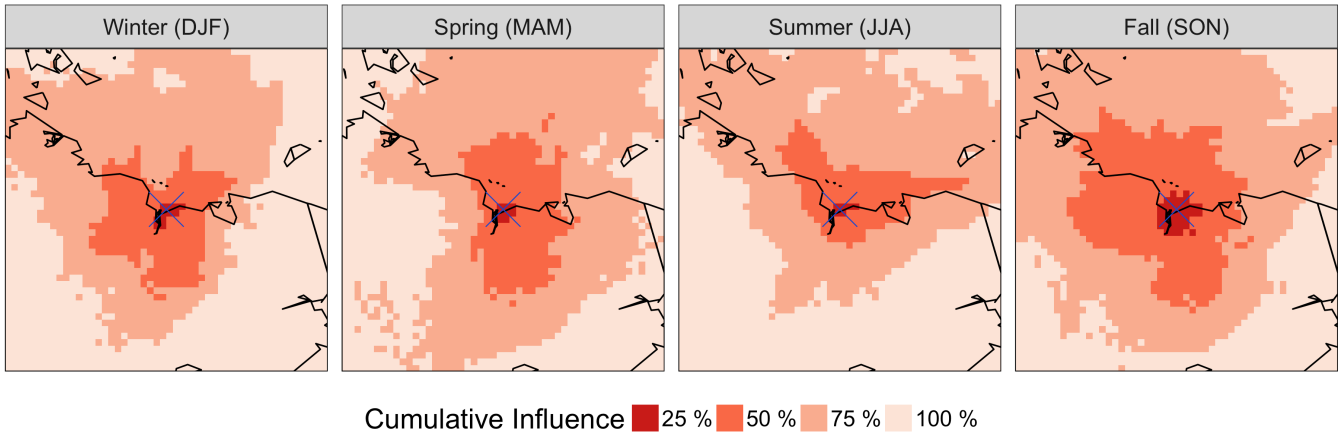 Winter (DJF) Spring (MAM) Summer (JJA) Fall (SON)
Cumulative Influence 25 % 50 % 75 % 100 %